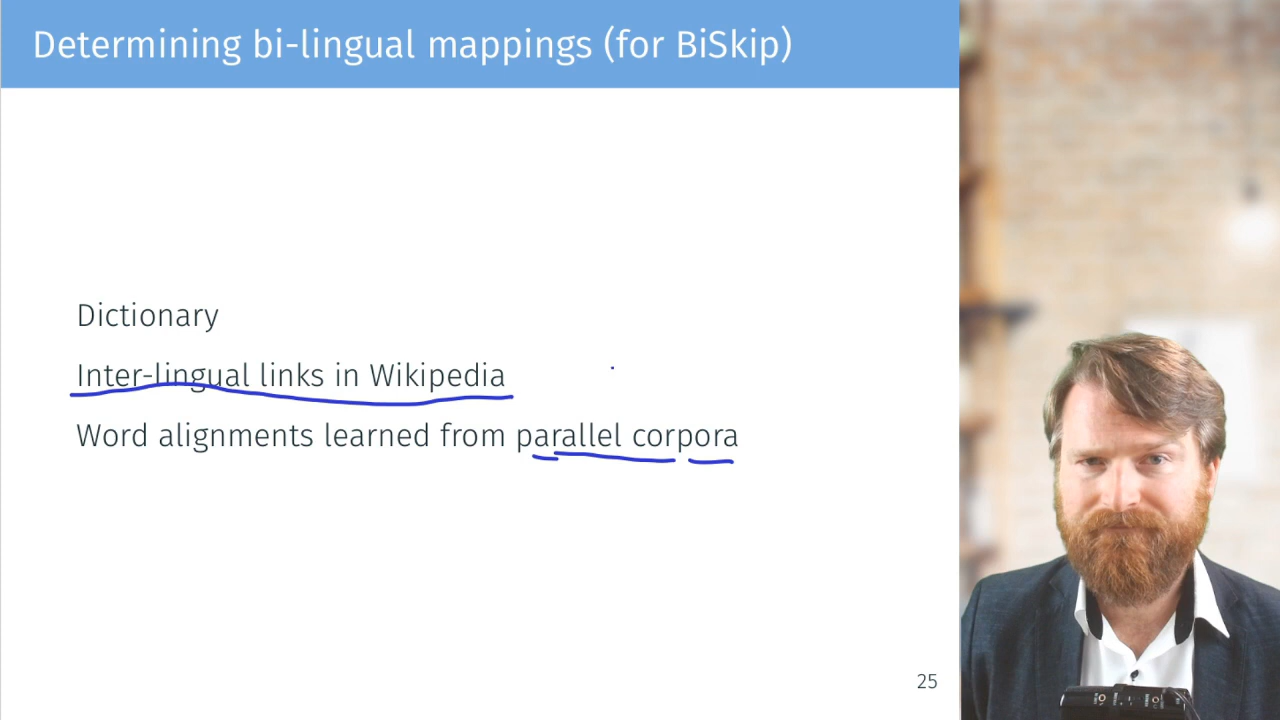 Determining bi-lingual mappings (for BiSkip)
Dictionary
Inter-lingual links in Wikipedia
Word alignments learned from parallel corpora
25